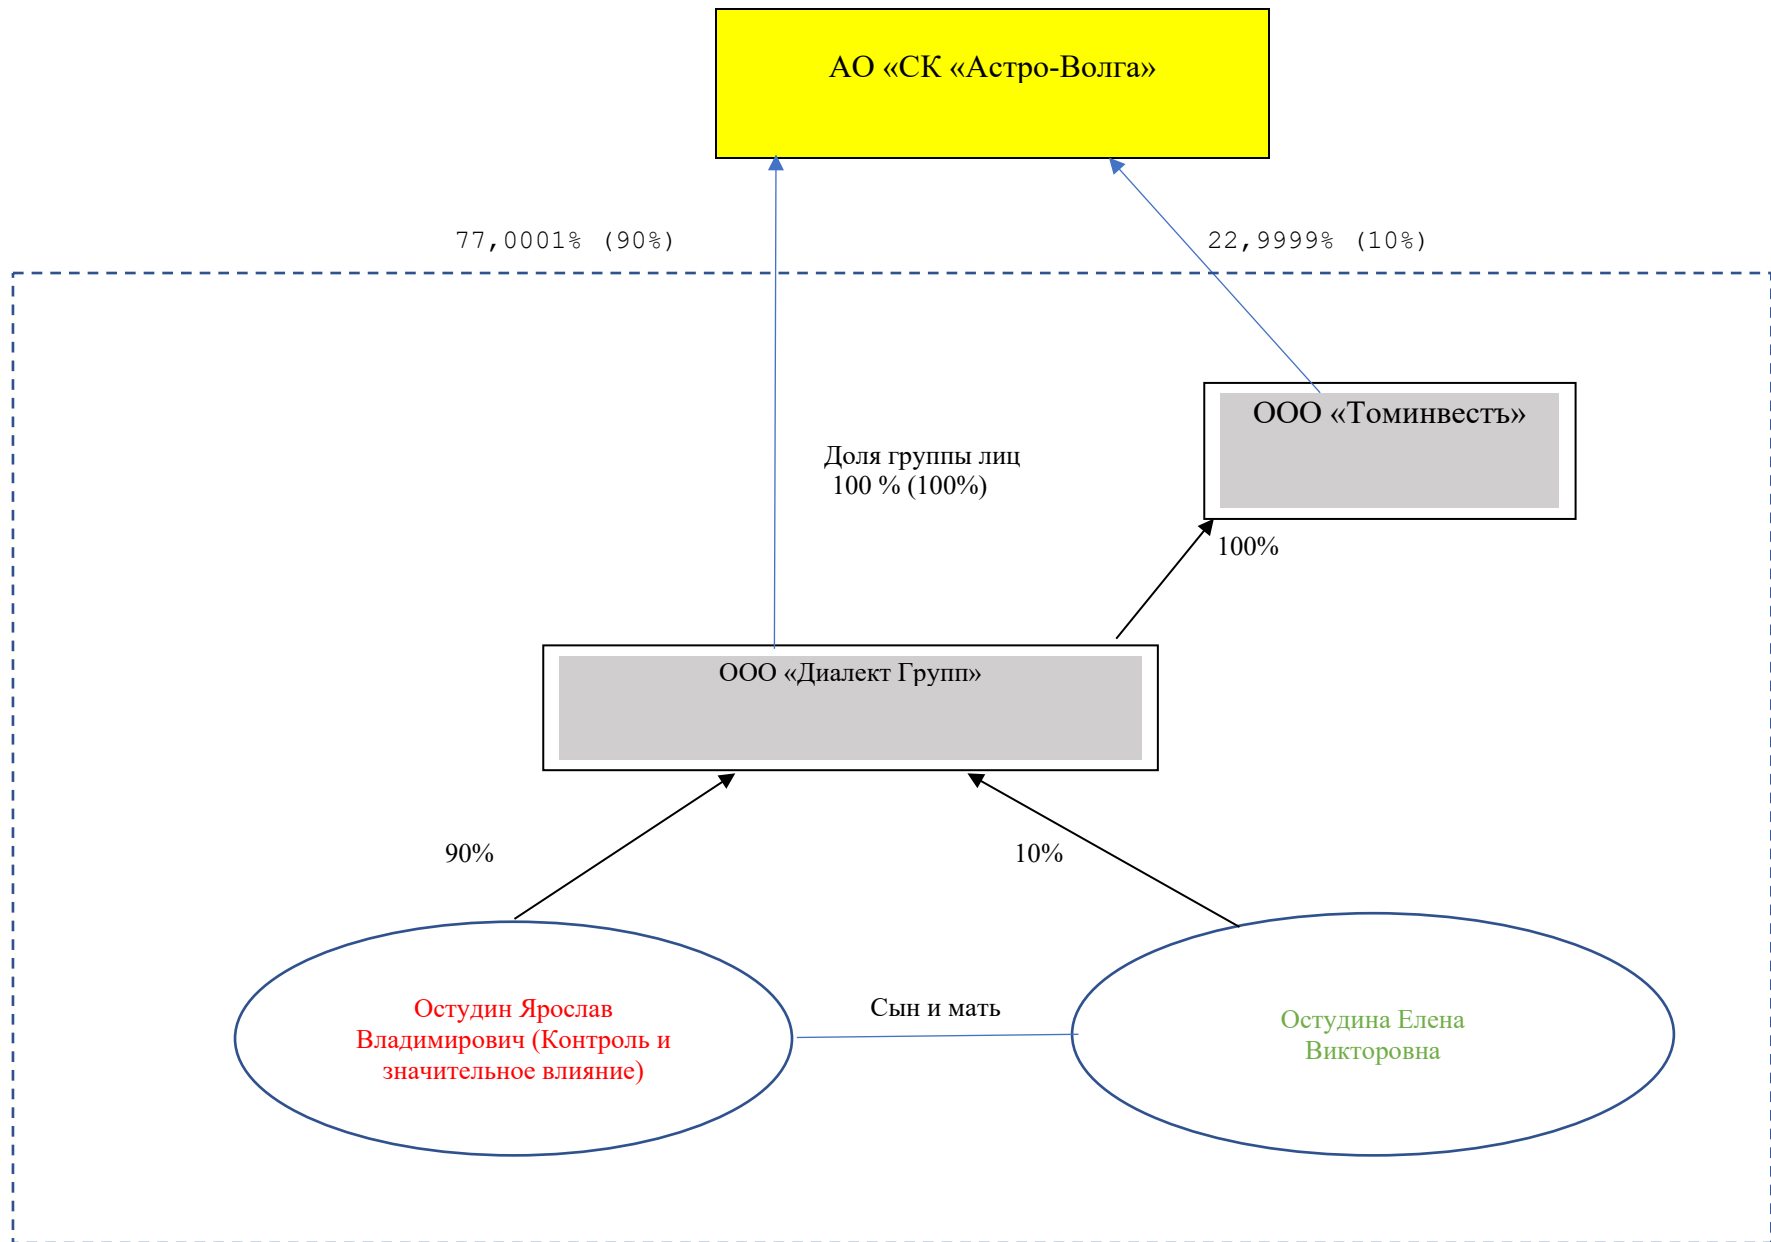 АО «СК «Астро-Волга»
77,0001% (90%)
22,9999% (10%)
ООО «Томинвестъ»
Доля группы лиц
100 % (100%)
100%
ООО «Диалект Групп»
90%
10%
Остудин Ярослав
Владимирович (Контроль и
значительное влияние)
Сын и мать
Остудина Елена
Викторовна